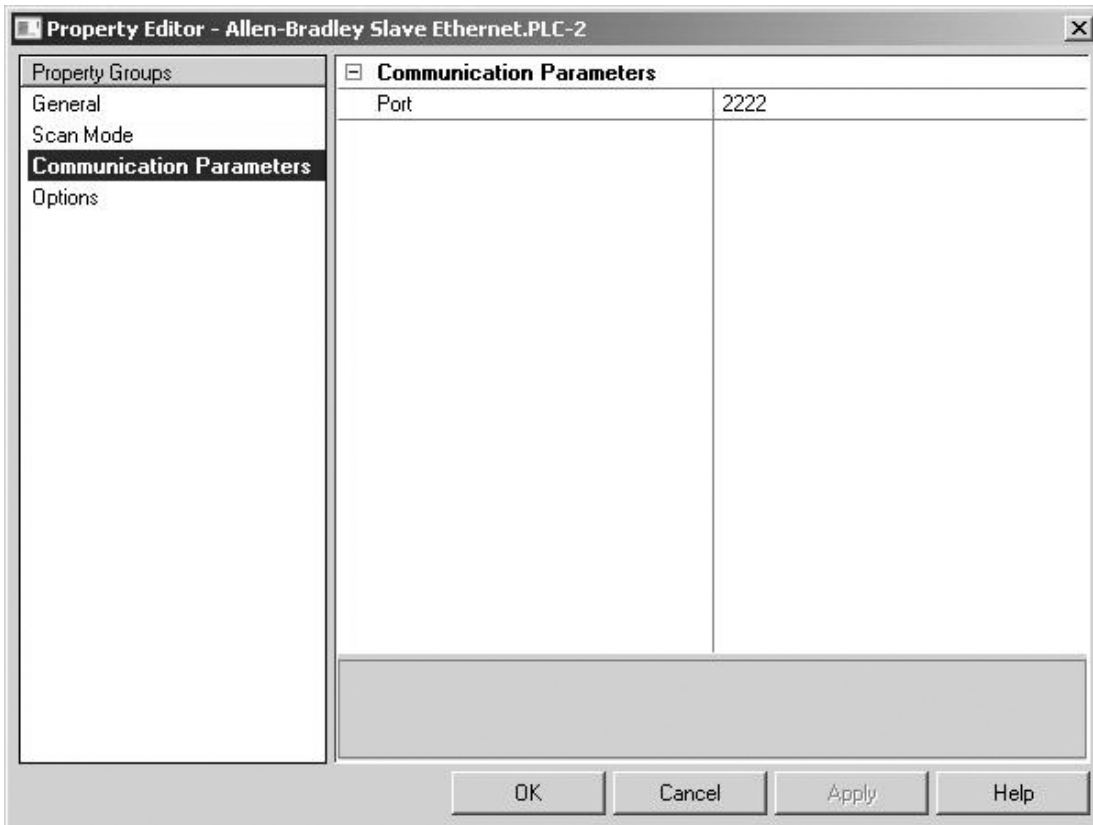 Property Editor - Allen-Bradley Slave Ethernet.PLC-2
Property Groups
General
Scan Mode
Communication Parameters
Options
Communication Parameters
Port 2222
OK Cancel Apply Help